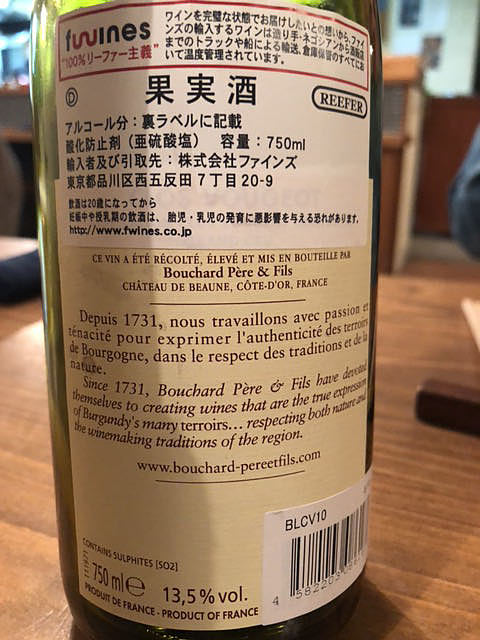 fwines
"100%リーファー主義"
ワインを完璧な状態でお届けしたいとの想いから、ファイ
ンズの輸入するワインは造り手・ネゴシアンから酒販店
までのトラックや船による輸送、倉庫保管のすべてにお
いて温度管理されています。
Ⓓ
果実酒
REEFER
アルコール分：裏ラベルに記載
酸化防止剤（亜硫酸塩） 容量：750ml
輸入者及び引取先：株式会社ファインズ
東京都品川区西五反田７丁目20-9
飲酒は20歳になってから
妊娠中や授乳期の飲酒は、胎児・乳児の発育に悪影響を与える恐れがあります。
http://www.fwines.co.jp
CE VIN A ÉTÉ RÉCOLTÉ, ÉLEVÉ ET MIS EN BOUTEILLE PAR
Bouchard Père & Fils
CHÂTEAU DE BEAUNE, CÔTE-D'OR, FRANCE
Depuis 1731, nous travaillons avec passion et
ténacité pour exprimer l'authenticité des terroirs
de Bourgogne, dans le respect des traditions et de la
nature.
Since 1731, Bouchard Père & Fils have devoted
themselves to creating wines that are the true expression
of Burgundy's many terroirs... respecting both nature and
the winemaking traditions of the region.
www.bouchard-pereetfils.com
BLCV10
CONTAINS SULPHITES [SO2]
750 ml ℮
13,5% vol.
PRODUIT DE FRANCE - PRODUCT OF FRANCE